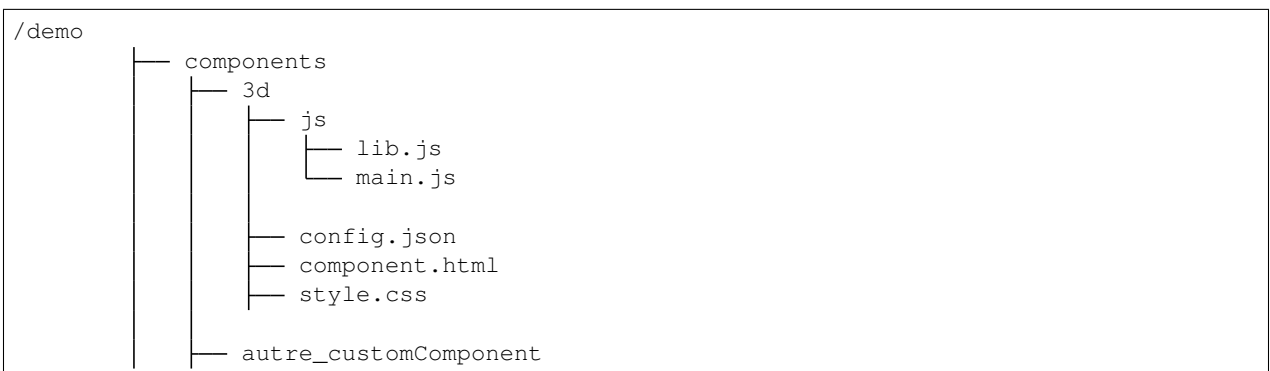 /demo
components
3d
js
lib.js
main.js
config.json
component.html
style.css
autre_customComponent